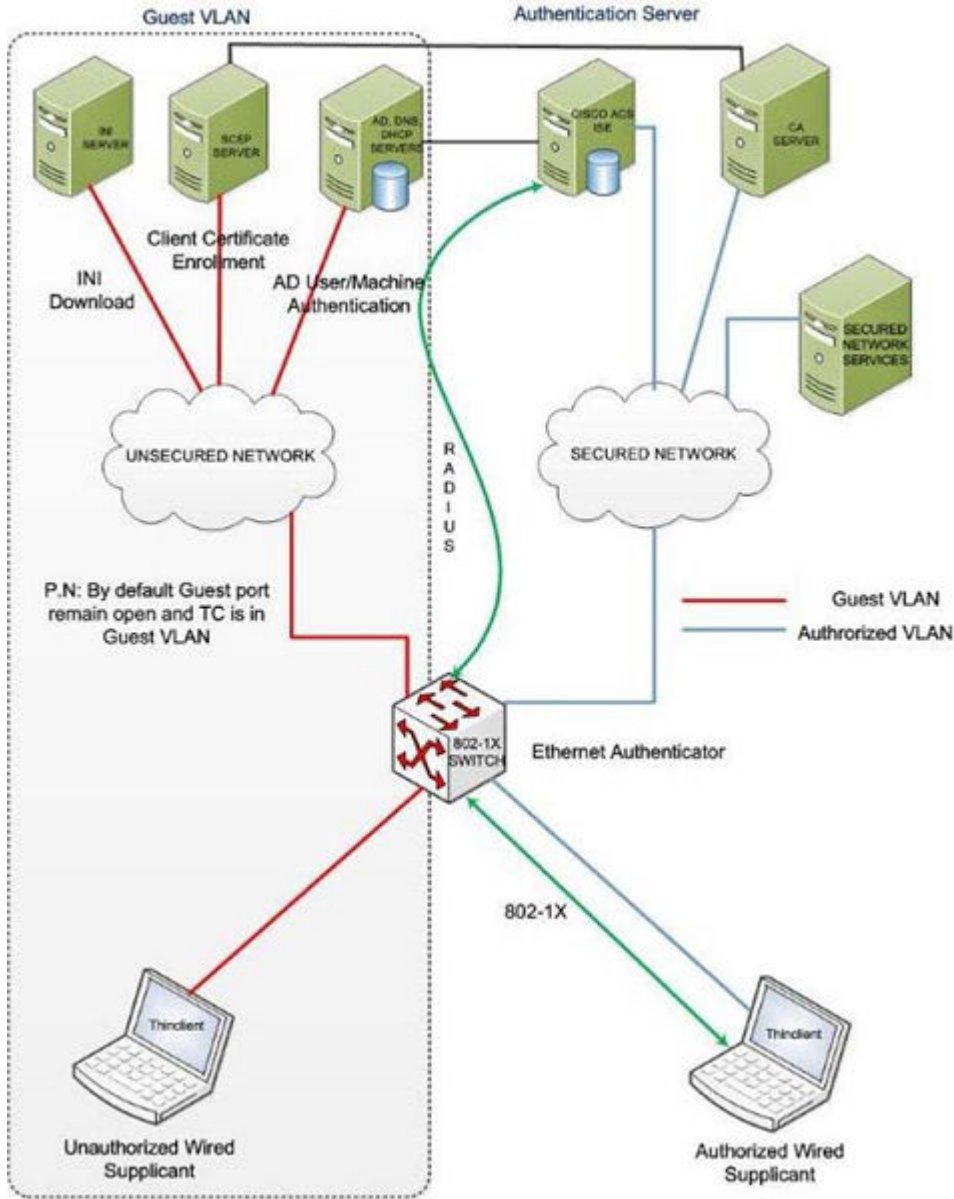 Guest VLAN
Authentication Server
INI
SERVER
SCEP
SERVER
AD, DNS,
DHCP
SERVERS
CISCO ACS
ISE
CA
SERVER
Client Certificate
Enrollment
INI
Download
AD User/Machine
Authentication
SECURED
NETWORK
SERVICES
UNSECURED NETWORK
RADIUS
SECURED NETWORK
P.N: By default Guest port
remain open and TC is in
Guest VLAN
Guest VLAN
Authrorized VLAN
802-1X
SWITCH
Ethernet Authenticator
802-1X
Thinclient
Thinclient
Unauthorized Wired
Supplicant
Authorized Wired
Supplicant